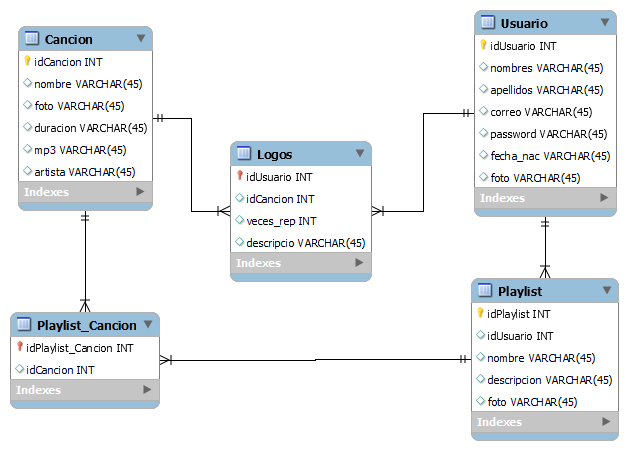 Cancion
idCancion INT
nombre VARCHAR(45)
foto VARCHAR(45)
duracion VARCHAR(45)
mp3 VARCHAR(45)
artista VARCHAR(45)
Indexes
Usuario
idUsuario INT
nombres VARCHAR(45)
apellidos VARCHAR(45)
correo VARCHAR(45)
password VARCHAR(45)
fecha_nac VARCHAR(45)
foto VARCHAR(45)
Indexes
Logos
idUsuario INT
idCancion INT
veces_rep INT
descripcio VARCHAR(45)
Indexes
Playlist_Cancion
idPlaylist_Cancion INT
idCancion INT
Indexes
Playlist
idPlaylist INT
idUsuario INT
nombre VARCHAR(45)
descripcion VARCHAR(45)
foto VARCHAR(45)
Indexes